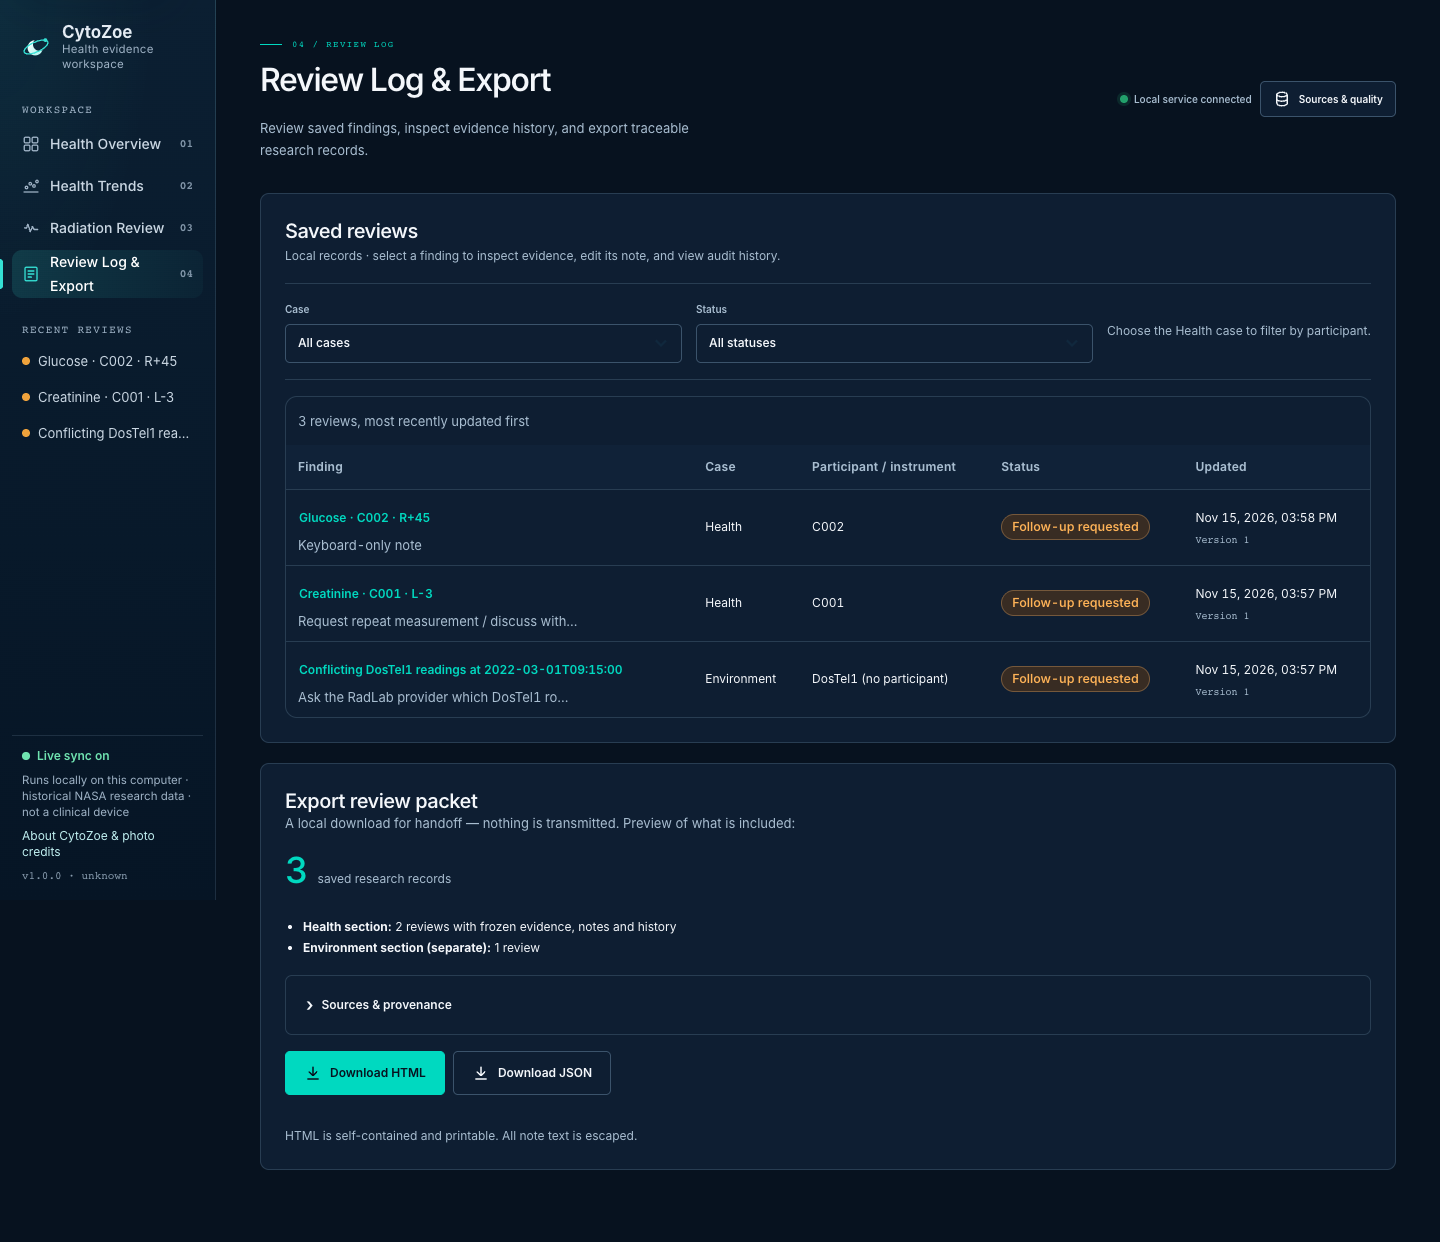 CytoZoe
Health evidence
workspace
WORKSPACE
Health Overview 01
Health Trends 02
Radiation Review 03
Review Log &
Export 04
RECENT REVIEWS
Glucose · C002 · R+45
Creatinine · C001 · L-3
Conflicting DosTel1 rea...
Live sync on
Runs locally on this computer ·
historical NASA research data ·
not a clinical device
About CytoZoe & photo
credits
v1.0.0 · unknown
04 / REVIEW LOG
Review Log & Export
Review saved findings, inspect evidence history, and export traceable
research records.
Local service connected
Sources & quality
Saved reviews
Local records · select a finding to inspect evidence, edit its note, and view audit history.
Case
All cases
Status
All statuses
Choose the Health case to filter by participant.
3 reviews, most recently updated first
Finding Case Participant / instrument Status Updated
Glucose · C002 · R+45
Keyboard-only note
Health C002 Follow-up requested
Nov 15, 2026, 03:58 PM
Version 1
Creatinine · C001 · L-3
Request repeat measurement / discuss with...
Health C001 Follow-up requested
Nov 15, 2026, 03:57 PM
Version 1
Conflicting DosTel1 readings at 2022-03-01T09:15:00
Ask the RadLab provider which DosTel1 ro...
Environment DosTel1 (no participant) Follow-up requested
Nov 15, 2026, 03:57 PM
Version 1
Export review packet
A local download for handoff — nothing is transmitted. Preview of what is included:
3 saved research records
• Health section: 2 reviews with frozen evidence, notes and history
• Environment section (separate): 1 review
Sources & provenance
Download HTML
Download JSON
HTML is self-contained and printable. All note text is escaped.